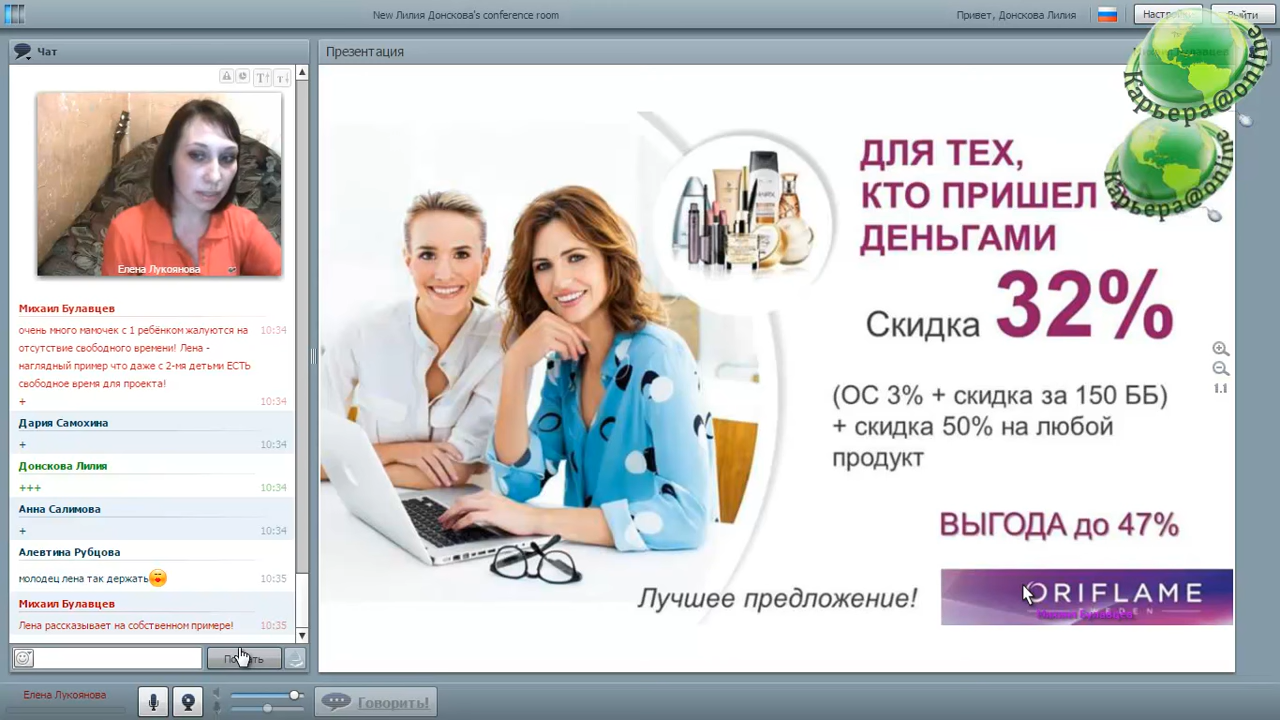 New Лилия Донскова's conference room
Привет, Донскова Лилия
Выйти
Чат
Елена Лукоянова
Михаил Булавцев
очень много мамочек с 1 ребёнком жалуются на 10:34
отсутствие свободного времени! Лена -
наглядный пример что даже с 2-мя детьми ЕСТЬ
свободное время для проекта!
+ 10:34
Дария Самохина
+ 10:34
Донскова Лилия
+++ 10:34
Анна Салимова
+ 10:34
Алевтина Рубцова
молодец лена так держать 10:35
Михаил Булавцев
Лена рассказывает на собственном примере! 10:35
Елена Лукоянова
Говорить!
Презентация
Карьера@online
Карьера@online
ДЛЯ ТЕХ,
КТО ПРИШЕЛ
ДЕНЬГАМИ
Скидка 32%
(ОС 3% + скидка за 150 ББ)
+ скидка 50% на любой
продукт
ВЫГОДА до 47%
Лучшее предложение!
ORIFLAME
Михаил Булавцев
1.1